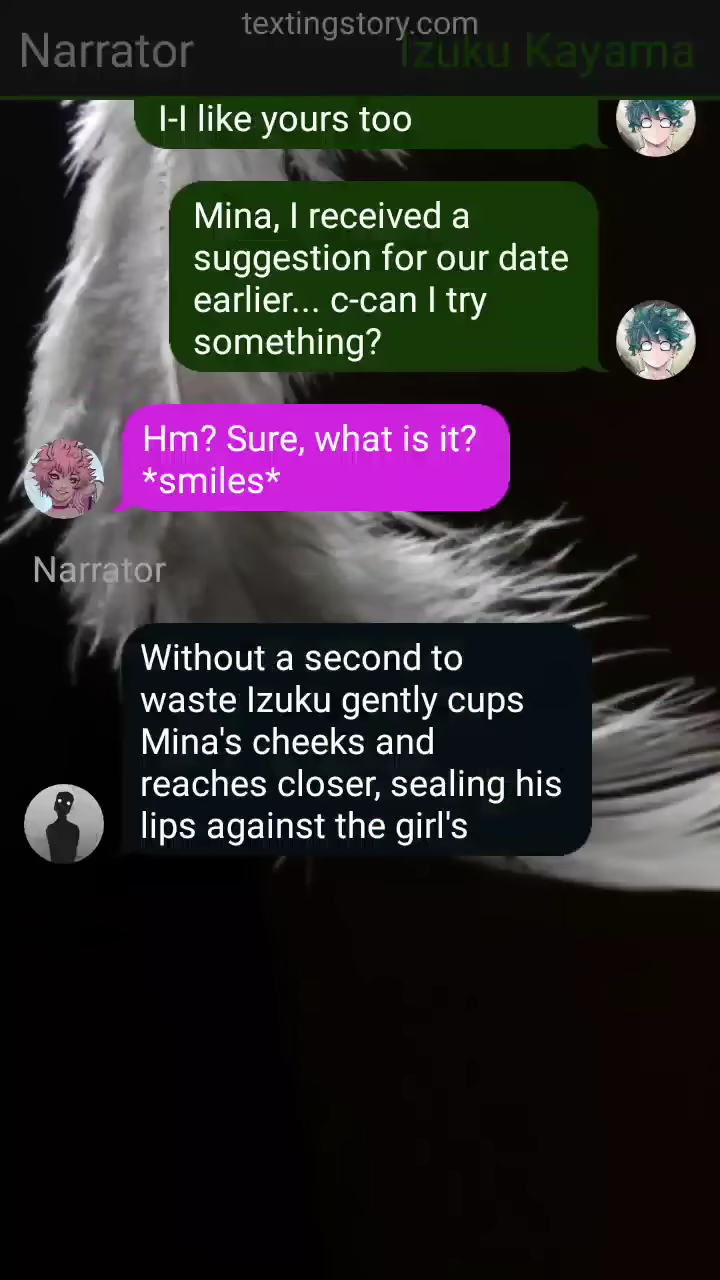 textingstory.com
Narrator
Izuku Kayama
I-I like yours too
Mina, I received a
suggestion for our date
earlier... c-can I try
something?
Hm? Sure, what is it?
*smiles*
Narrator
Without a second to
waste Izuku gently cups
Mina's cheeks and
reaches closer, sealing his
lips against the girl's